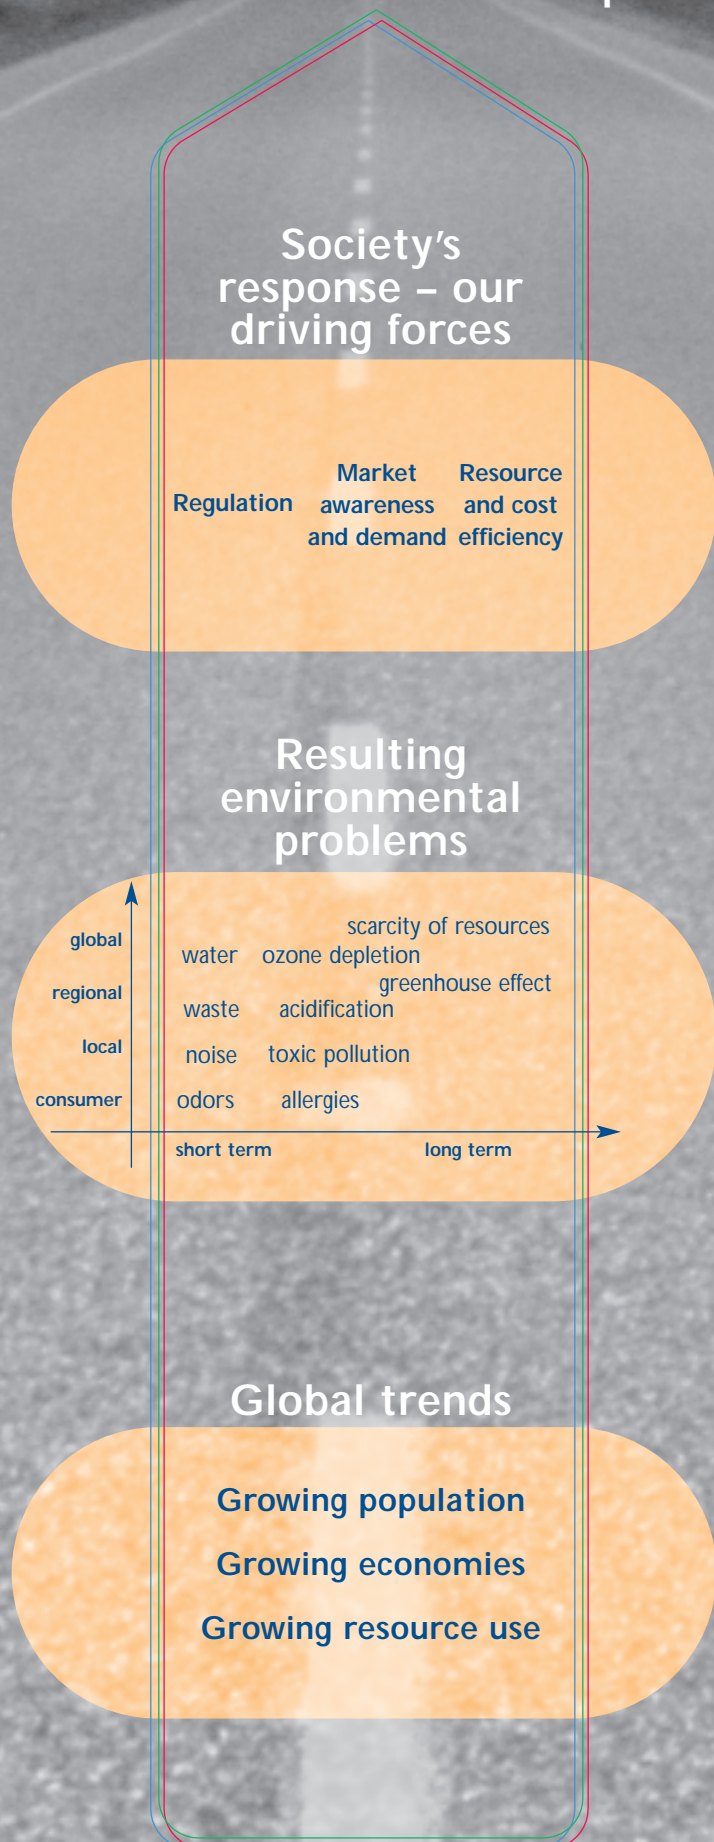 Society's
response – our
driving forces
Regulation
Market
awareness
and demand
Resource
and cost
efficiency
Resulting
environmental
problems
global
regional
local
consumer
scarcity of resources
water ozone depletion
greenhouse effect
waste acidification
noise toxic pollution
odors allergies
short term long term
Global trends
Growing population
Growing economies
Growing resource use